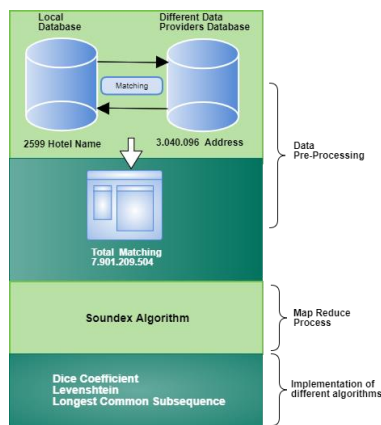 Local
Database
Different Data
Providers Database
Matching
2599 Hotel Name
3.040.096 Address
Data
Pre-Processing
Total Matching
7.901.209.504
Soundex Algorithm
Map Reduce
Process
Dice Coefficient
Levenshtein
Longest Common Subsequence
Implementation of
different algorithms